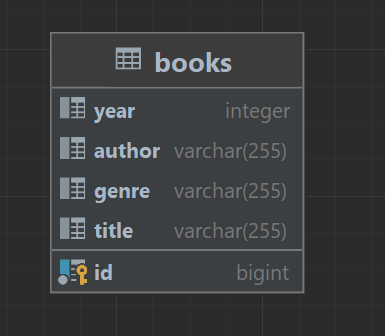 books
year integer
author varchar(255)
genre varchar(255)
title varchar(255)
id bigint